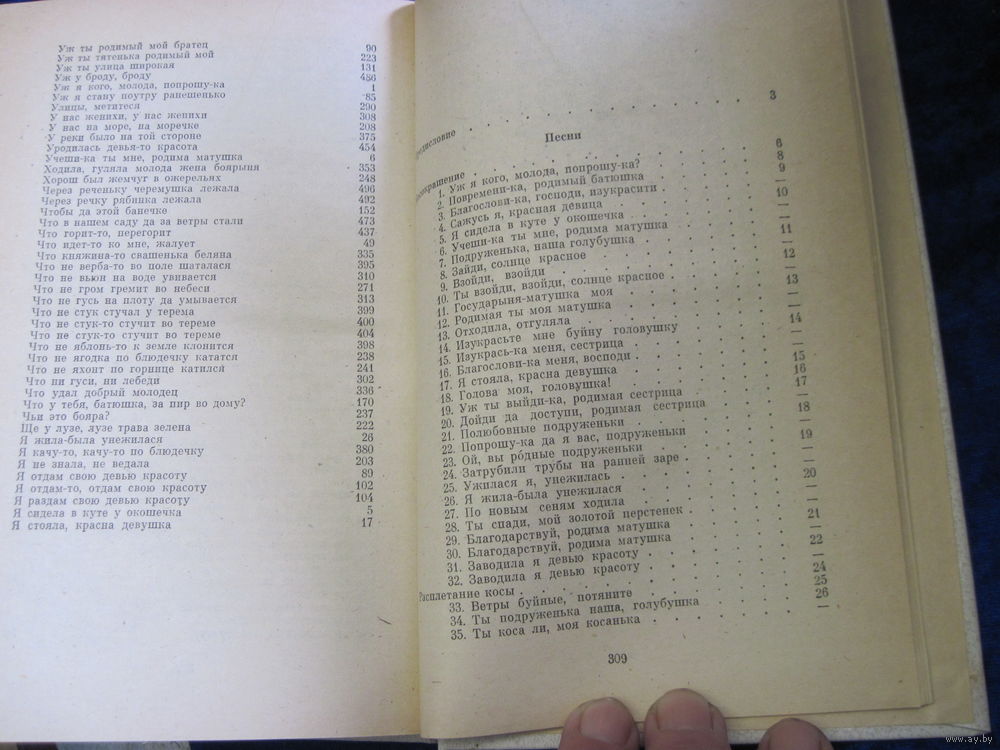 Уж ты родимый мой братец 90
Уж ты тятенька родимый мой 223
Уж ты улица широкая 131
Уж у броду, броду 486
Уж я кого, молода, попрошу-ка 1
Уж я стану поутру ранешенько 85
Улицы, метитеся 290
У нас женихи, у нас женихи 308
У нас на море, на моречке 208
У реки было на той стороне 375
Уродилась девья-то красота 454
Учеши-ка ты мне, родима матушка 6
Ходила, гуляла молода жена боярыня 353
Хорош был жемчуг в ожерельях 248
Через реченьку черемушка лежала 496
Через речку рябинка лежала 492
Чтобы да этой банечке 152
Что в нашем саду да за ветры стали 473
Что горит-то, перегорит 437
Что идет-то ко мне, жалует 49
Что княжина-то свашенька беляна 335
Что не верба-то во поле шаталася 395
Что не вьюн на воде увивается 310
Что не гром гремит во небеси 271
Что не гусь на плоту да умывается 313
Что не стук стучал у терема 399
Что не стук-то стучит во тереме 400
Что не стук-то стучит во тереме 404
Что не яблонь-то к земле клонится 398
Что не ягодка по блюдечку кататся 238
Что не яхонт по горнице катился 241
Что ни гуси, ни лебеди 302
Что удал добрый молодец 336
Что у тебя, батюшка, за пир во дому? 170
Чьи это бояра? 237
Ще у лузе, лузе трава зелена 222
Я жила-была унежилася 26
Я качу-то, качу-то по блюдечку 380
Я не знала, не ведала 203
Я отдам свою девью красоту 89
Я отдам-то, отдам свою красоту 102
Я раздам свою девью красоту 104
Я сидела в куте у окошечка 5
Я стояла, красна девушка 17
редисловие . . . . . . . . 3
Песни
1. Уж я кого, молода, попрошу-ка? 8
2. Повремени-ка, родимый батюшка 9
3. Благослови-ка, господи, изукрасити —
4. Сажусь я, красная девица 10
5. Я сидела в куте у окошечка —
6. Учеши-ка ты мне, родима матушка
7. Подруженька, наша голубушка 11
8. Зайди, солнце красное —
9. Взойди, взойди 12
10. Ты взойди, взойди, солнце красное —
11. Государыня-матушка моя 13
12. Родимая ты моя матушка —
13. Отходила, отгуляла —
14. Изукрасьте мне буйну головушку 14
15. Изукрась-ка меня, сестрица —
16. Благослови-ка меня, восподи —
17. Я стояла, красна девушка 15
18. Голова моя, головушка! 16
19. Уж ты выйди-ка, родимая сестрица 17
20. Дойди да доступи, родимая сестрица —
21. Полюбовные подруженьки 18
22. Попрошу-ка да я вас, подруженьки —
23. Ой, вы родные подруженьки 19
24. Затрубили трубы на ранней заре —
25. Ужилася я, унежилась —
26. Я жила-была унежилася 20
27. По новым сеням ходила —
28. Ты спади, мой золотой перстенек —
29. Благодарствуй, родима матушка 21
30. Благодарствуй, родима матушка —
31. Заводила я девью красоту 22
32. Заводила я девью красоту —
Расплетание косы 24
33. Ветры буйные, потяните 25
34. Ты подруженька наша, голубушка 26
35. Ты коса ли, моя косанька —
309
www.ay.by